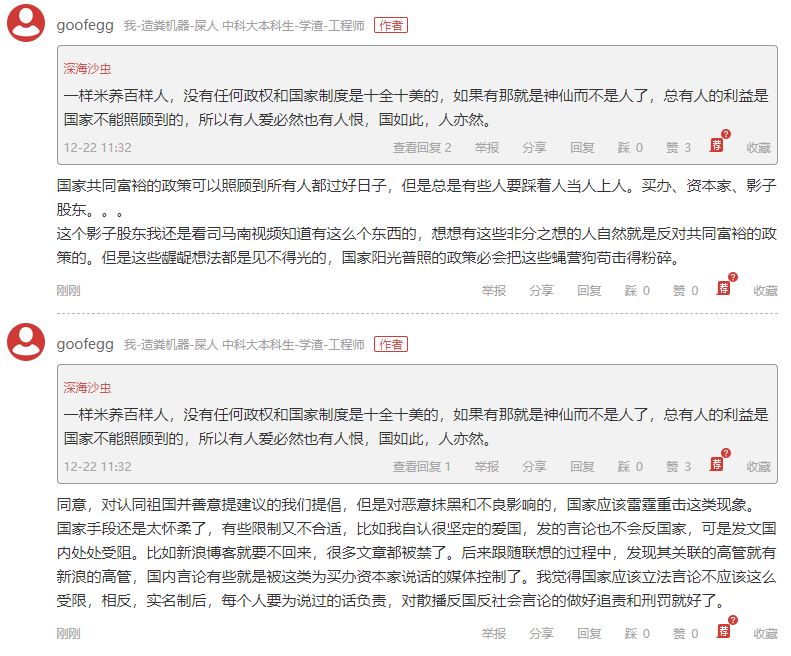 goofegg 我-造粪机器-屎人 中科大本科生-学渣-工程师 作者
深海沙虫
一样米养百样人，没有任何政权和国家制度是十全十美的，如果有那就是神仙而不是人了，总有人的利益是
国家不能照顾到的，所以有人爱必然也有人恨，国如此，人亦然。
12-22 11:32 查看回复 2 举报 分享 回复 踩 0 赞 3 荐 ? 收藏
国家共同富裕的政策可以照顾到所有人都过好日子，但是总是有些人要踩着人当人上人。买办、资本家、影子
股东。。。
这个影子股东我还是看司马南视频知道有这么个东西的，想想有这些非分之想的人自然就是反对共同富裕的政
策的。但是这些龌龊想法都是见不得光的，国家阳光普照的政策必会把这些蝇营狗苟击得粉碎。
刚刚 举报 分享 回复 踩 0 赞 0 荐 ? 收藏
goofegg 我-造粪机器-屎人 中科大本科生-学渣-工程师 作者
深海沙虫
一样米养百样人，没有任何政权和国家制度是十全十美的，如果有那就是神仙而不是人了，总有人的利益是
国家不能照顾到的，所以有人爱必然也有人恨，国如此，人亦然。
12-22 11:32 查看回复 1 举报 分享 回复 踩 0 赞 3 荐 ? 收藏
同意，对认同祖国并善意提建议的我们提倡，但是对恶意抹黑和不良影响的，国家应该雷霆重击这类现象。
国家手段还是太怀柔了，有些限制又不合适，比如我自认很坚定的爱国，发的言论也不会反国家，可是发文国
内处处受阻。比如新浪博客就要不回来，很多文章都被禁了。后来跟随联想的过程中，发现其关联的高管就有
新浪的高管，国内言论有些就是被这类为买办资本家说话的媒体控制了。我觉得国家应该立法言论不应该这么
受限，相反，实名制后，每个人要为说过的话负责，对散播反国反社会言论的做好追责和刑罚就好了。
刚刚 举报 分享 回复 踩 0 赞 0 荐 ? 收藏